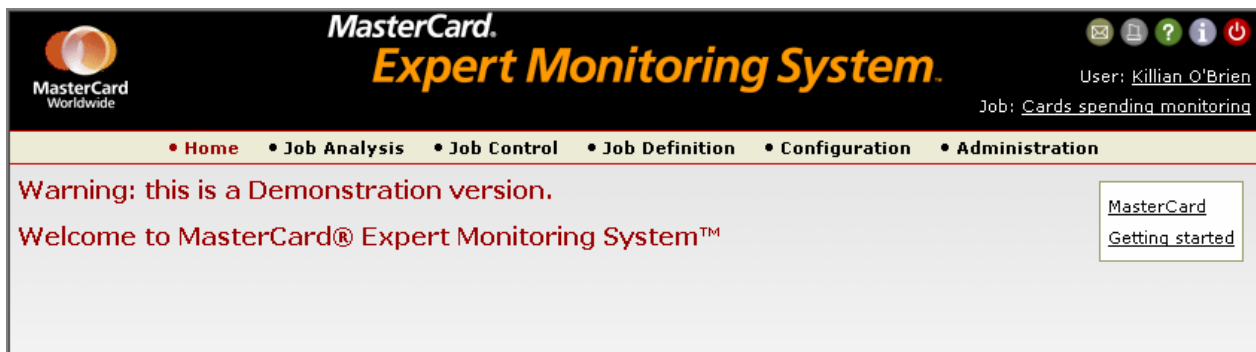 MasterCard
Worldwide
MasterCard®
Expert Monitoring System™
? i
User: Killian O'Brien
Job: Cards spending monitoring
• Home • Job Analysis • Job Control • Job Definition • Configuration • Administration
Warning: this is a Demonstration version.
Welcome to MasterCard® Expert Monitoring System™
MasterCard
Getting started